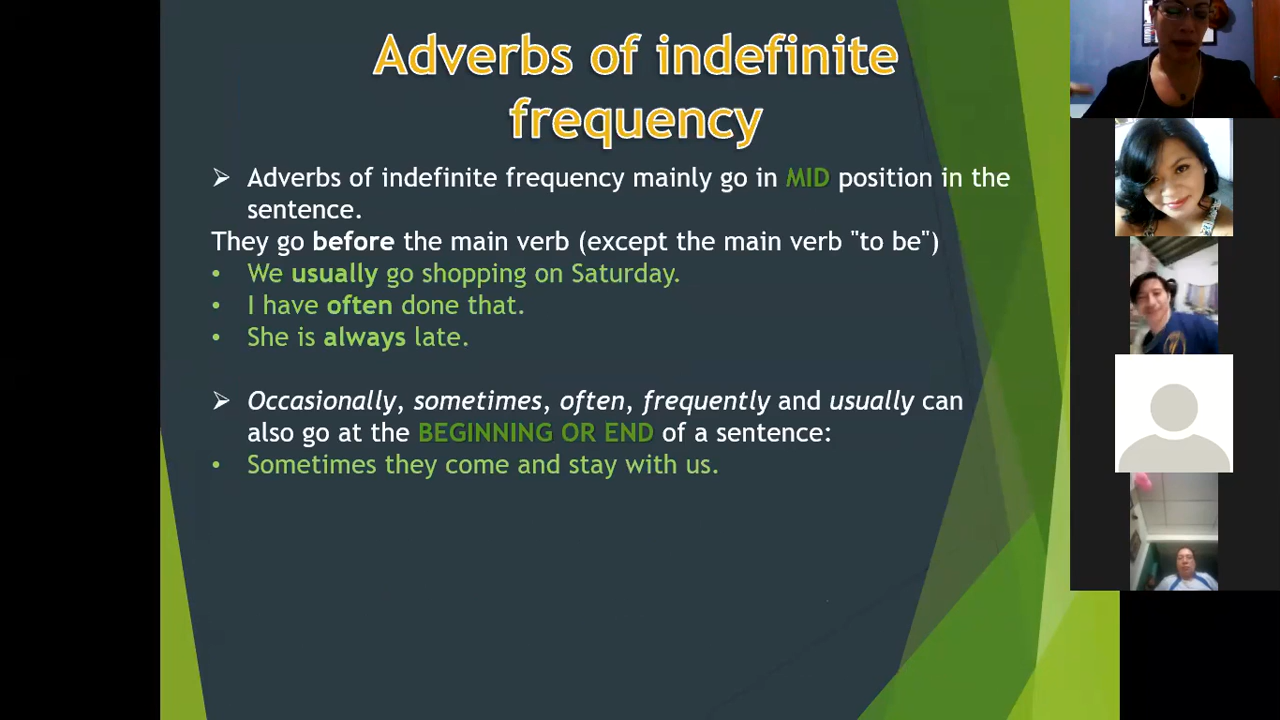 Adverbs of indefinite
frequency
➢ Adverbs of indefinite frequency mainly go in MID position in the
sentence.
They go before the main verb (except the main verb "to be")
• We usually go shopping on Saturday.
• I have often done that.
• She is always late.
➢ Occasionally, sometimes, often, frequently and usually can
also go at the BEGINNING OR END of a sentence:
• Sometimes they come and stay with us.